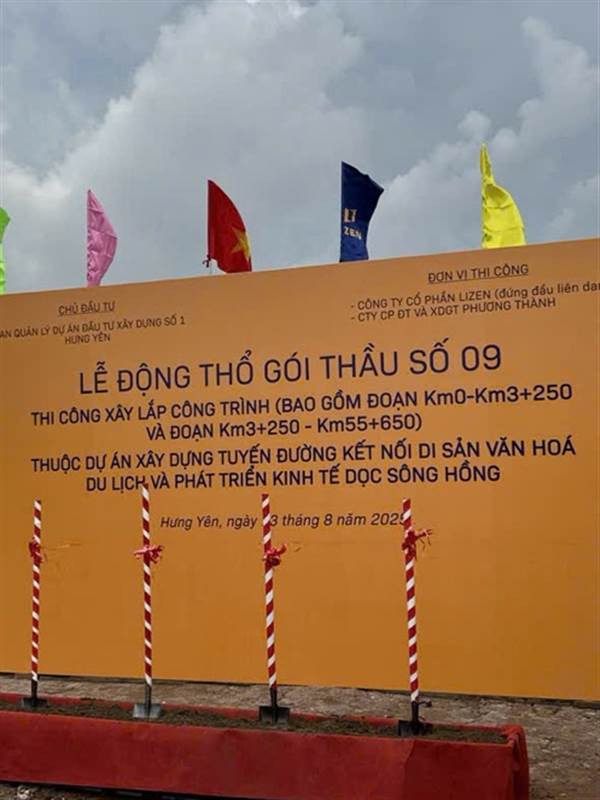 LI
ZEN
CHỦ ĐẦU TƯ
AN QUẢN LÝ DỰ ÁN ĐẦU TƯ XÂY DỰNG SỐ 1
HƯNG YÊN
ĐƠN VỊ THI CÔNG
- CÔNG TY CỔ PHẦN LIZEN (đứng đầu liên dan
- CTY CP ĐT VÀ XDGT PHƯƠNG THÀNH
LỄ ĐỘNG THỔ GÓI THẦU SỐ 09
THI CÔNG XÂY LẮP CÔNG TRÌNH (BAO GỒM ĐOẠN Km0-Km3+250
VÀ ĐOẠN Km3+250 - Km55+650)
THUỘC DỰ ÁN XÂY DỰNG TUYẾN ĐƯỜNG KẾT NỐI DI SẢN VĂN HOÁ
DU LỊCH VÀ PHÁT TRIỂN KINH TẾ DỌC SÔNG HỒNG
Hưng Yên, ngày 3 tháng 8 năm 2025